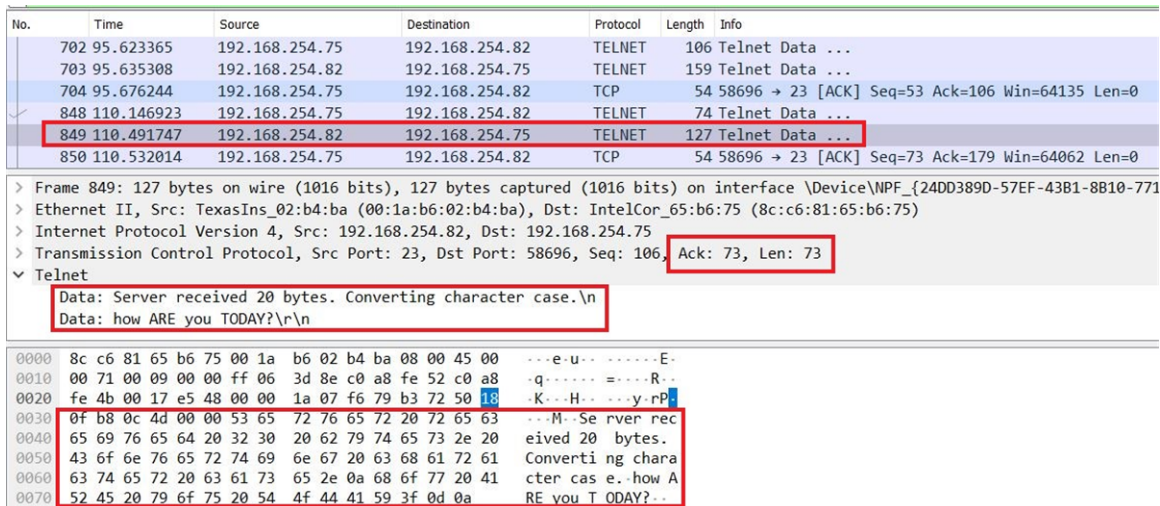 No. Time Source Destination Protocol Length Info
702 95.623365 192.168.254.75 192.168.254.82 TELNET 106 Telnet Data ...
703 95.635308 192.168.254.82 192.168.254.75 TELNET 159 Telnet Data ...
704 95.676244 192.168.254.75 192.168.254.82 TCP 54 58696 → 23 [ACK] Seq=53 Ack=106 Win=64135 Len=0
848 110.146923 192.168.254.75 192.168.254.82 TELNET 74 Telnet Data ...
849 110.491747 192.168.254.82 192.168.254.75 TELNET 127 Telnet Data ...
850 110.532014 192.168.254.75 192.168.254.82 TCP 54 58696 → 23 [ACK] Seq=73 Ack=179 Win=64062 Len=0
> Frame 849: 127 bytes on wire (1016 bits), 127 bytes captured (1016 bits) on interface \Device\NPF_{24DD389D-57EF-43B1-8B10-771
> Ethernet II, Src: TexasIns_02:b4:ba (00:1a:b6:02:b4:ba), Dst: IntelCor_65:b6:75 (8c:c6:81:65:b6:75)
> Internet Protocol Version 4, Src: 192.168.254.82, Dst: 192.168.254.75
> Transmission Control Protocol, Src Port: 23, Dst Port: 58696, Seq: 106, Ack: 73, Len: 73
Telnet
Data: Server received 20 bytes. Converting character case.\n
Data: how ARE you TODAY?\r\n
0000 8c c6 81 65 b6 75 00 1a b6 02 b4 ba 08 00 45 00 ···e·u·· ······E·
0010 00 71 00 09 00 00 ff 06 3d 8e c0 a8 fe 52 c0 a8 ·q······ =····R··
0020 fe 4b 00 17 e5 48 00 00 1a 07 f6 79 b3 72 50 18 ·K···H·· ···y·rP·
0030 0f b8 0c 4d 00 00 53 65 72 76 65 72 20 72 65 63 ···M··Se rver rec
0040 65 69 76 65 64 20 32 30 20 62 79 74 65 73 2e 20 eived 20 bytes.
0050 43 6f 6e 76 65 72 74 69 6e 67 20 63 68 61 72 61 Converti ng chara
0060 63 74 65 72 20 63 61 73 65 2e 0a 68 6f 77 20 41 cter cas e.·how A
0070 52 45 20 79 6f 75 20 54 4f 44 41 59 3f 0d 0a RE you T ODAY?··